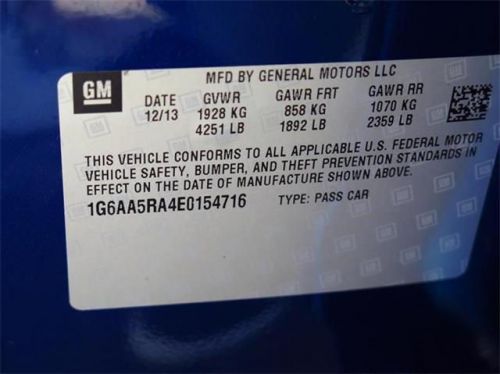 GM
MFD BY GENERAL MOTORS LLC
DATE GVWR GAWR FRT GAWR RR
12/13 1928 KG 858 KG 1070 KG
4251 LB 1892 LB 2359 LB
THIS VEHICLE CONFORMS TO ALL APPLICABLE U.S. FEDERAL MOTOR
VEHICLE SAFETY, BUMPER, AND THEFT PREVENTION STANDARDS IN
EFFECT ON THE DATE OF MANUFACTURE SHOWN ABOVE.
1G6AA5RA4E0154716 TYPE: PASS CAR